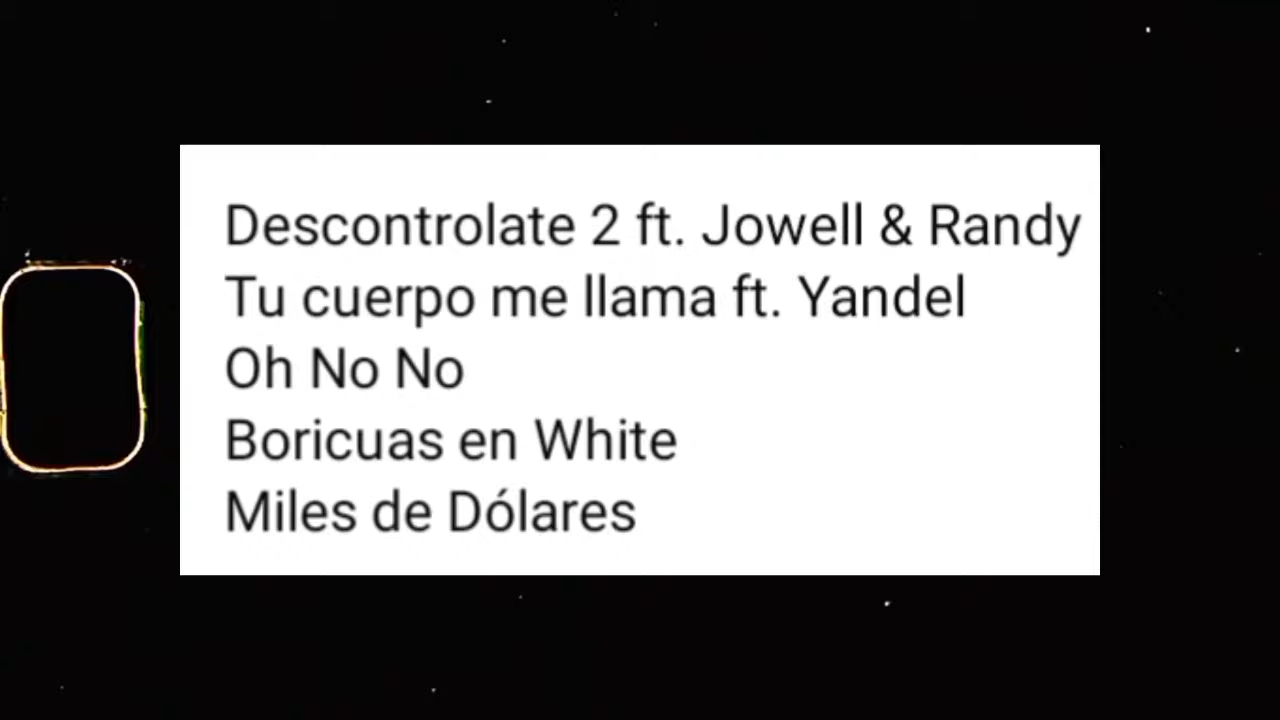 Descontrolate 2 ft. Jowell & Randy
Tu cuerpo me llama ft. Yandel
Oh No No
Boricuas en White
Miles de Dólares